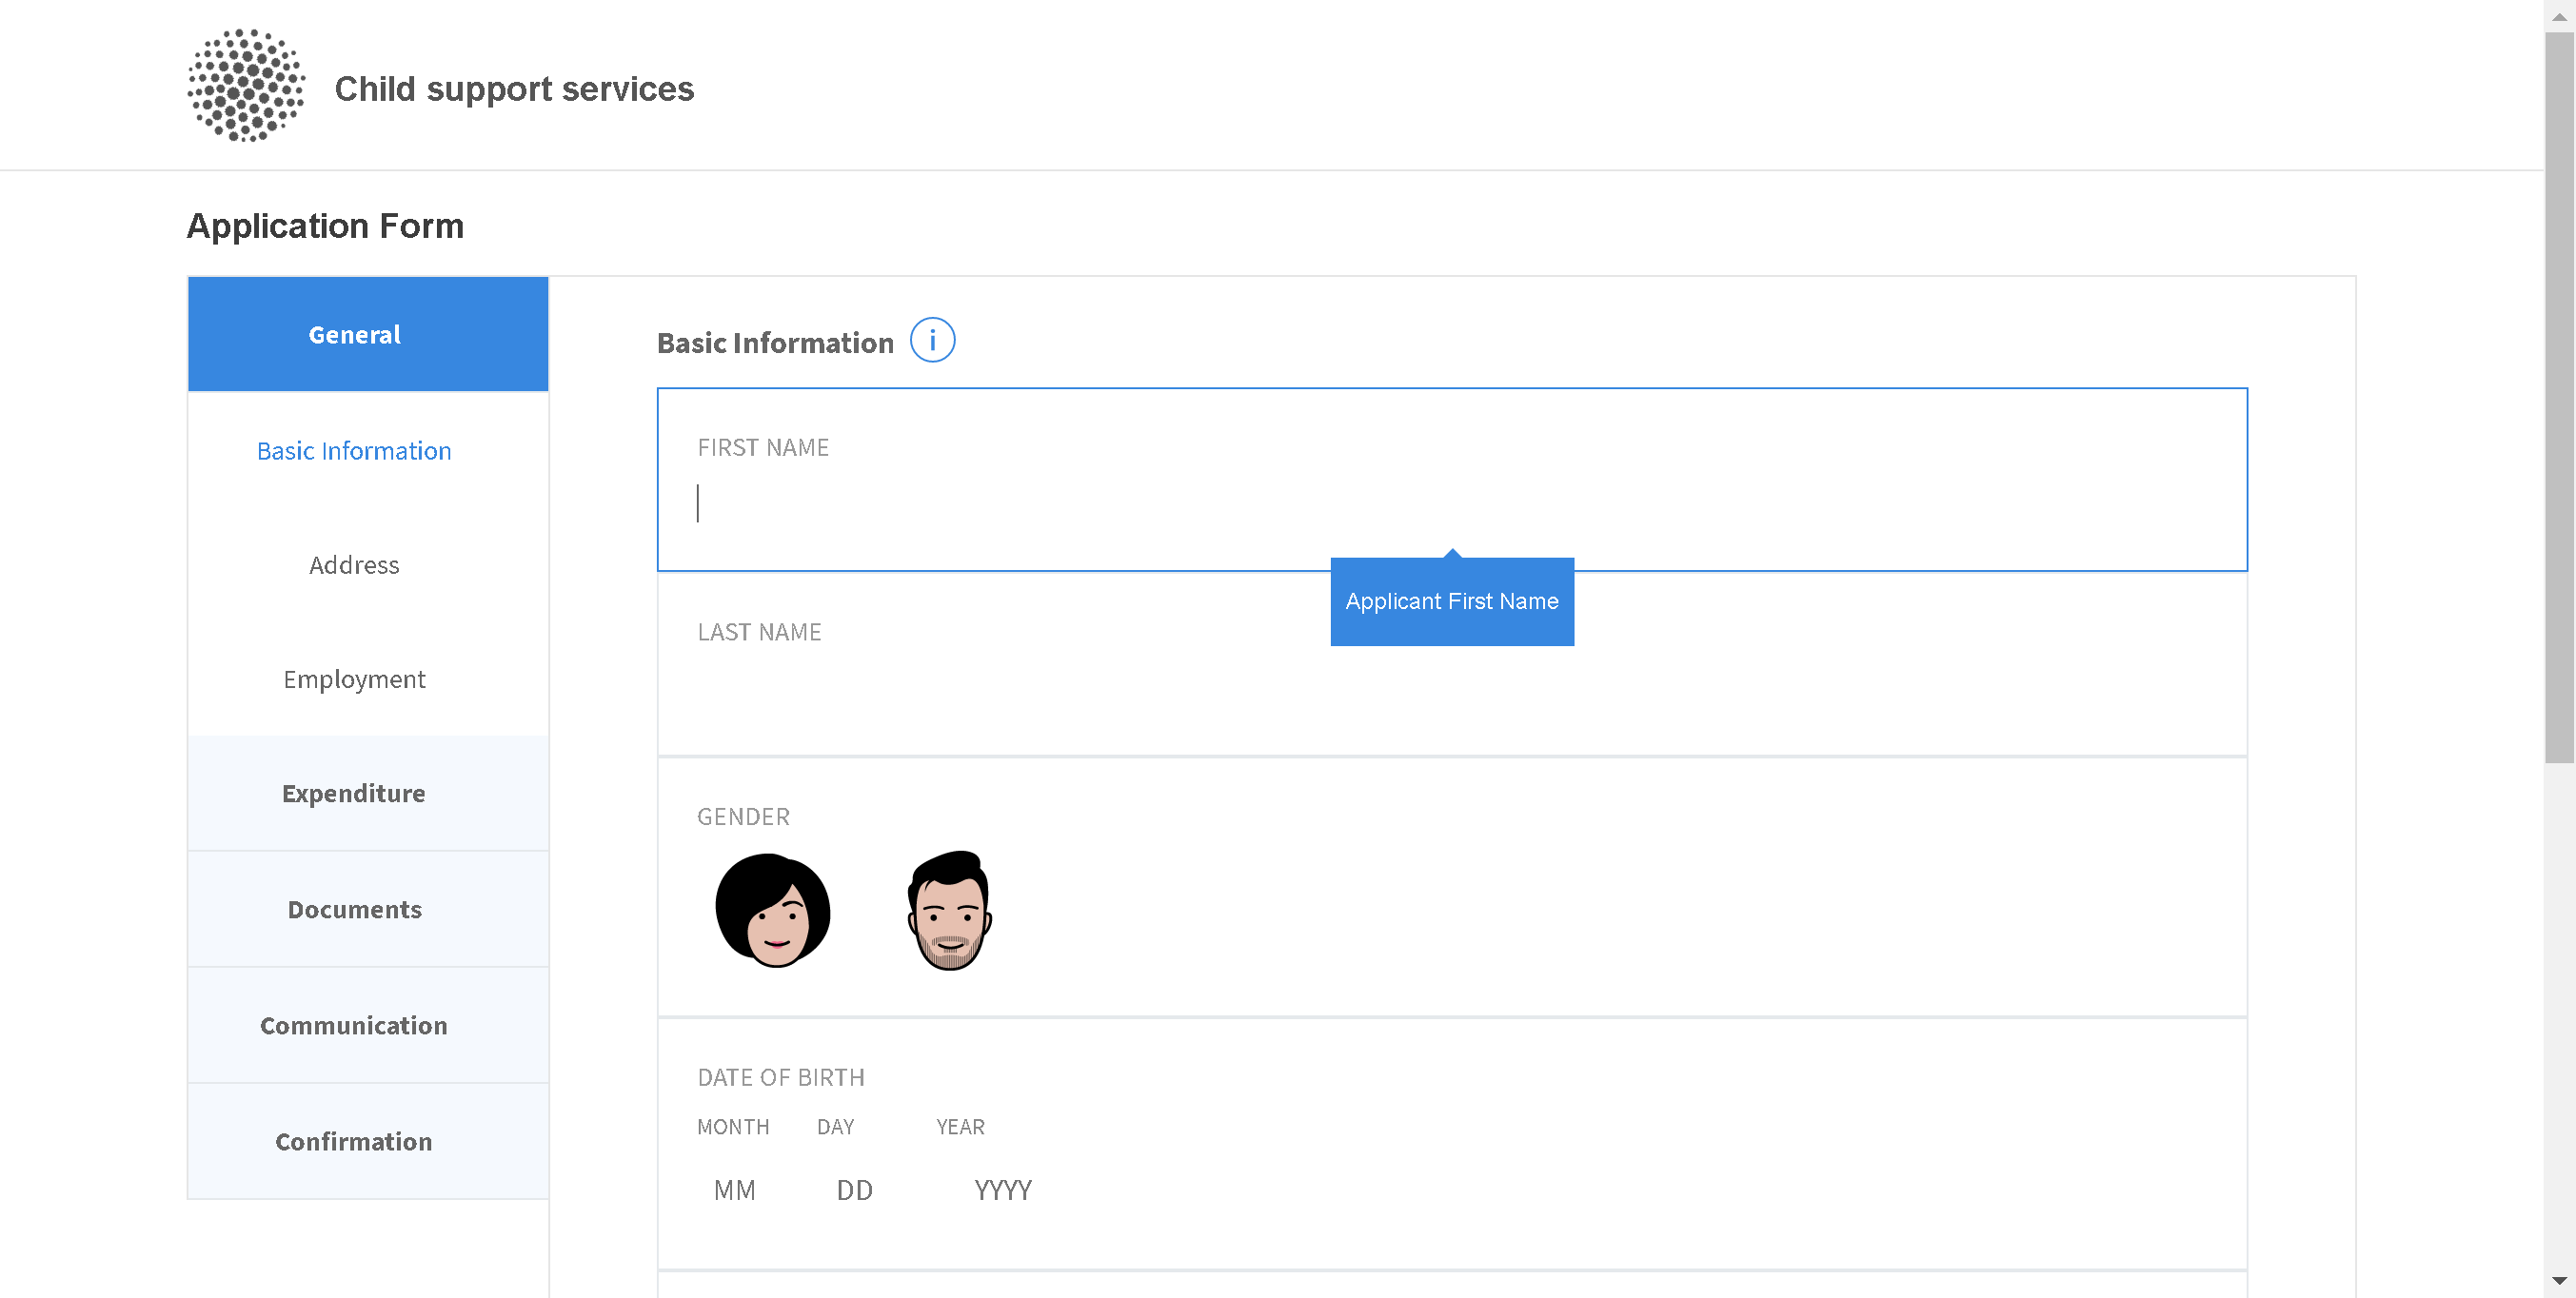 Child support services
Application Form
General
Basic Information
Address
Employment
Expenditure
Documents
Communication
Confirmation
Basic Information i
FIRST NAME
Applicant First Name
LAST NAME
GENDER
DATE OF BIRTH
MONTH DAY YEAR
MM DD YYYY